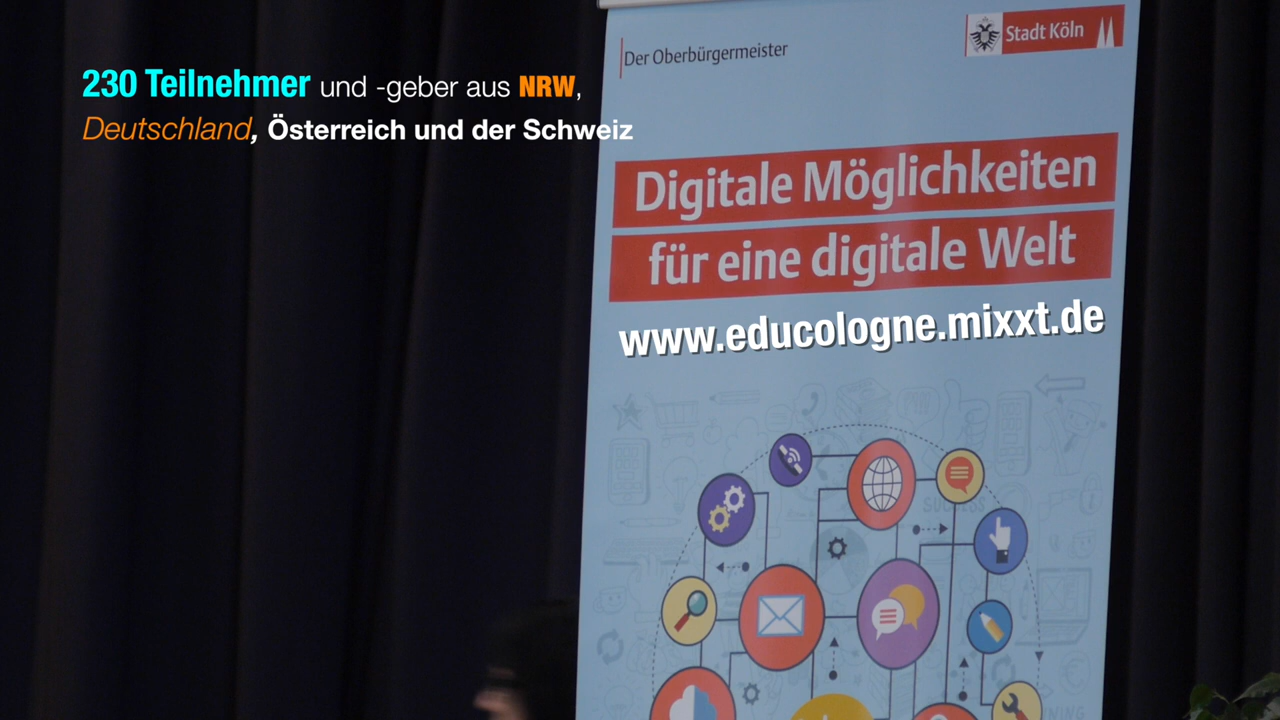 230 Teilnehmer und -geber aus NRW,
Deutschland, Österreich und der Schweiz
Der Oberbürgermeister
Stadt Köln
Digitale Möglichkeiten
für eine digitale Welt
www.educologne.mixxt.de
SUCCESS